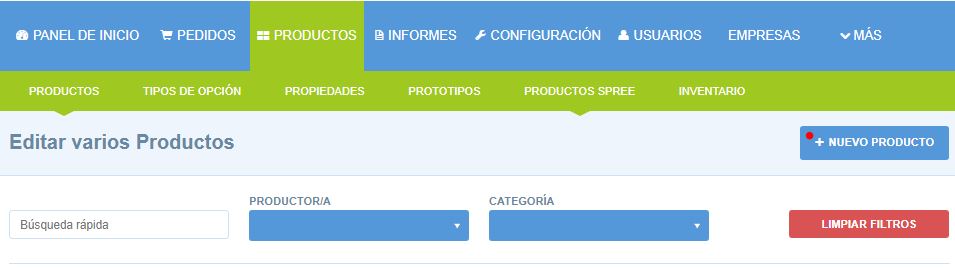 PANEL DE INICIO PEDIDOS PRODUCTOS INFORMES CONFIGURACIÓN USUARIOS EMPRESAS MÁS
PRODUCTOS TIPOS DE OPCIÓN PROPIEDADES PROTOTIPOS PRODUCTOS SPREE INVENTARIO
Editar varios Productos + NUEVO PRODUCTO
PRODUCTOR/A CATEGORÍA
Búsqueda rápida LIMPIAR FILTROS